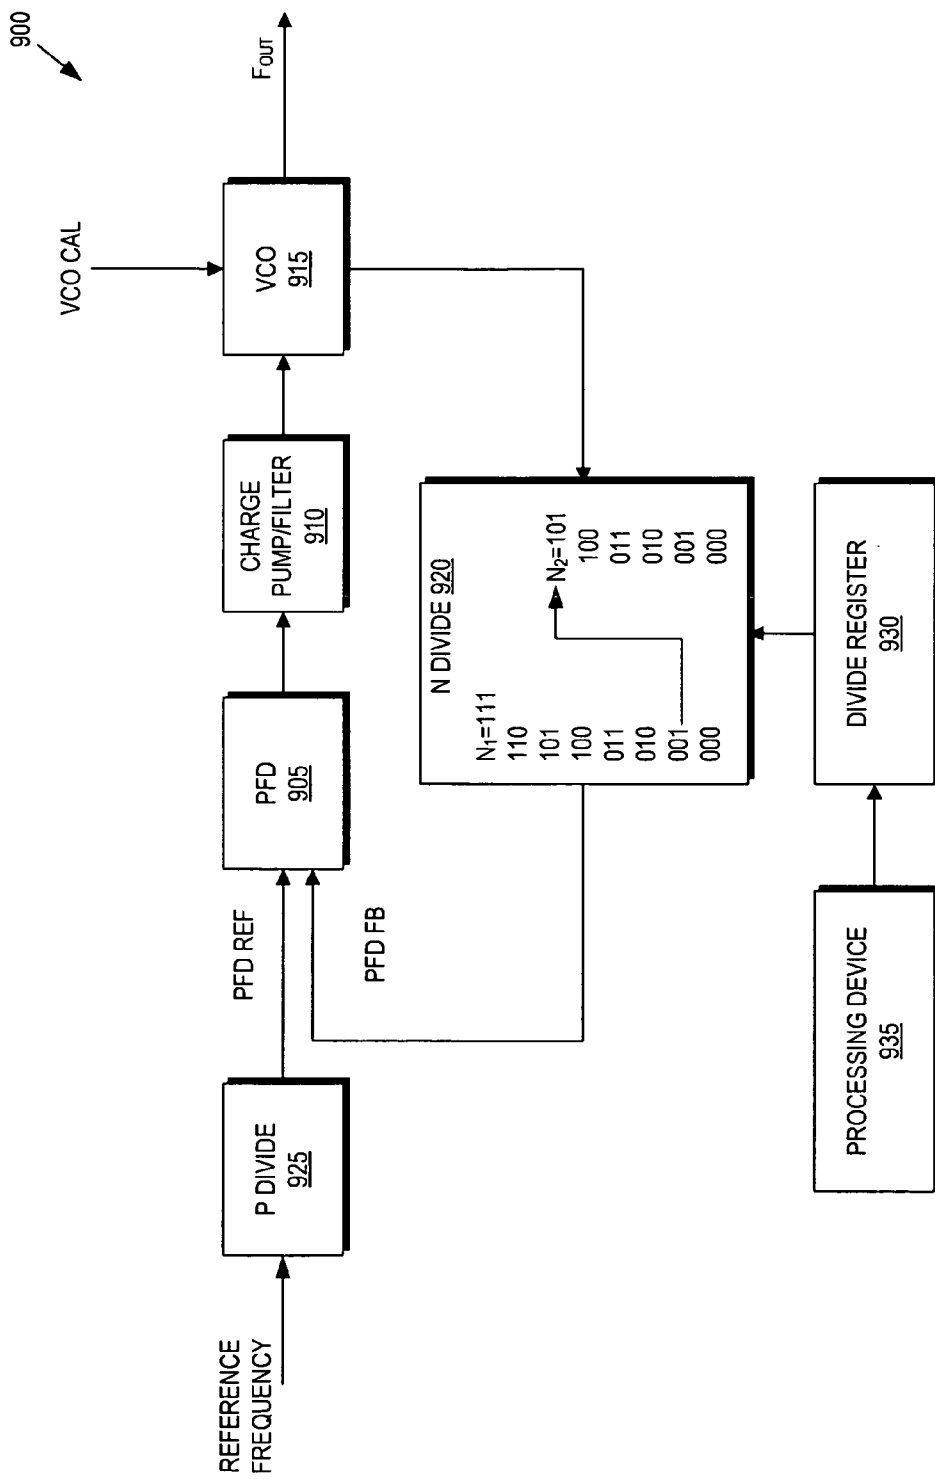 900
REFERENCE
FREQUENCY
P DIVIDE
925
PFD REF
PFD FB
PFD
905
CHARGE
PUMP/FILTER
910
VCO CAL
VCO
915
FOUT
N DIVIDE 920
N1=111
110
101
100
011
010
001
000
N2=101
100
011
010
001
000
PROCESSING DEVICE
935
DIVIDE REGISTER
930